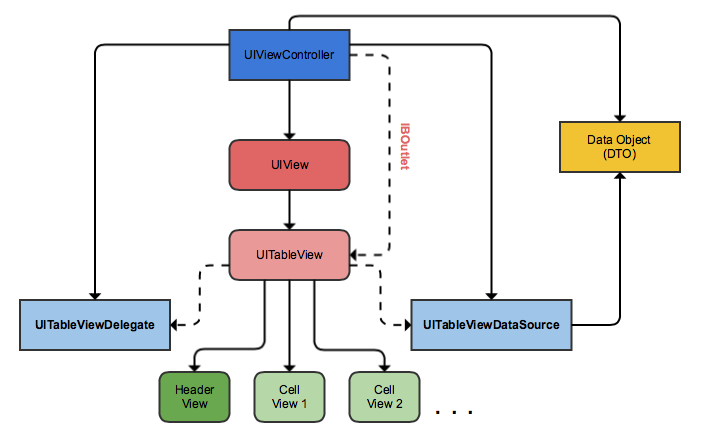 UIViewController
IBOutlet
Data Object
(DTO)
UIView
UITableView
UITableViewDelegate
UITableViewDataSource
Header
View
Cell
View 1
Cell
View 2
. . .